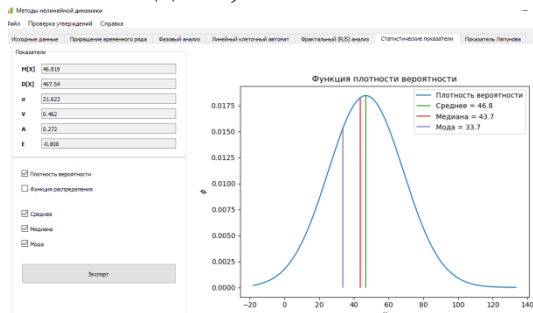 Методы нелинейной динамики
Файл Проверка утверждений Справка
Исходные данные Приращение временного ряда Фазовый анализ Линейный клеточный автомат Фрактальный (R/S) анализ Статистические показатели Показатель Ляпунова
Показатели
M[X] 46.819
D[X] 467.54
σ 21.623
V 0.462
A 0.272
E -0.808
Плотность вероятности
Функция распределения
Среднее
Медиана
Мода
Экспорт
Функция плотности вероятности
Плотность вероятности
Среднее = 46.8
Медиана = 43.7
Мода = 33.7
0.0175
0.0150
0.0125
0.0100
0.0075
0.0050
0.0025
0.0000
-20 0 20 40 60 80 100 120 140